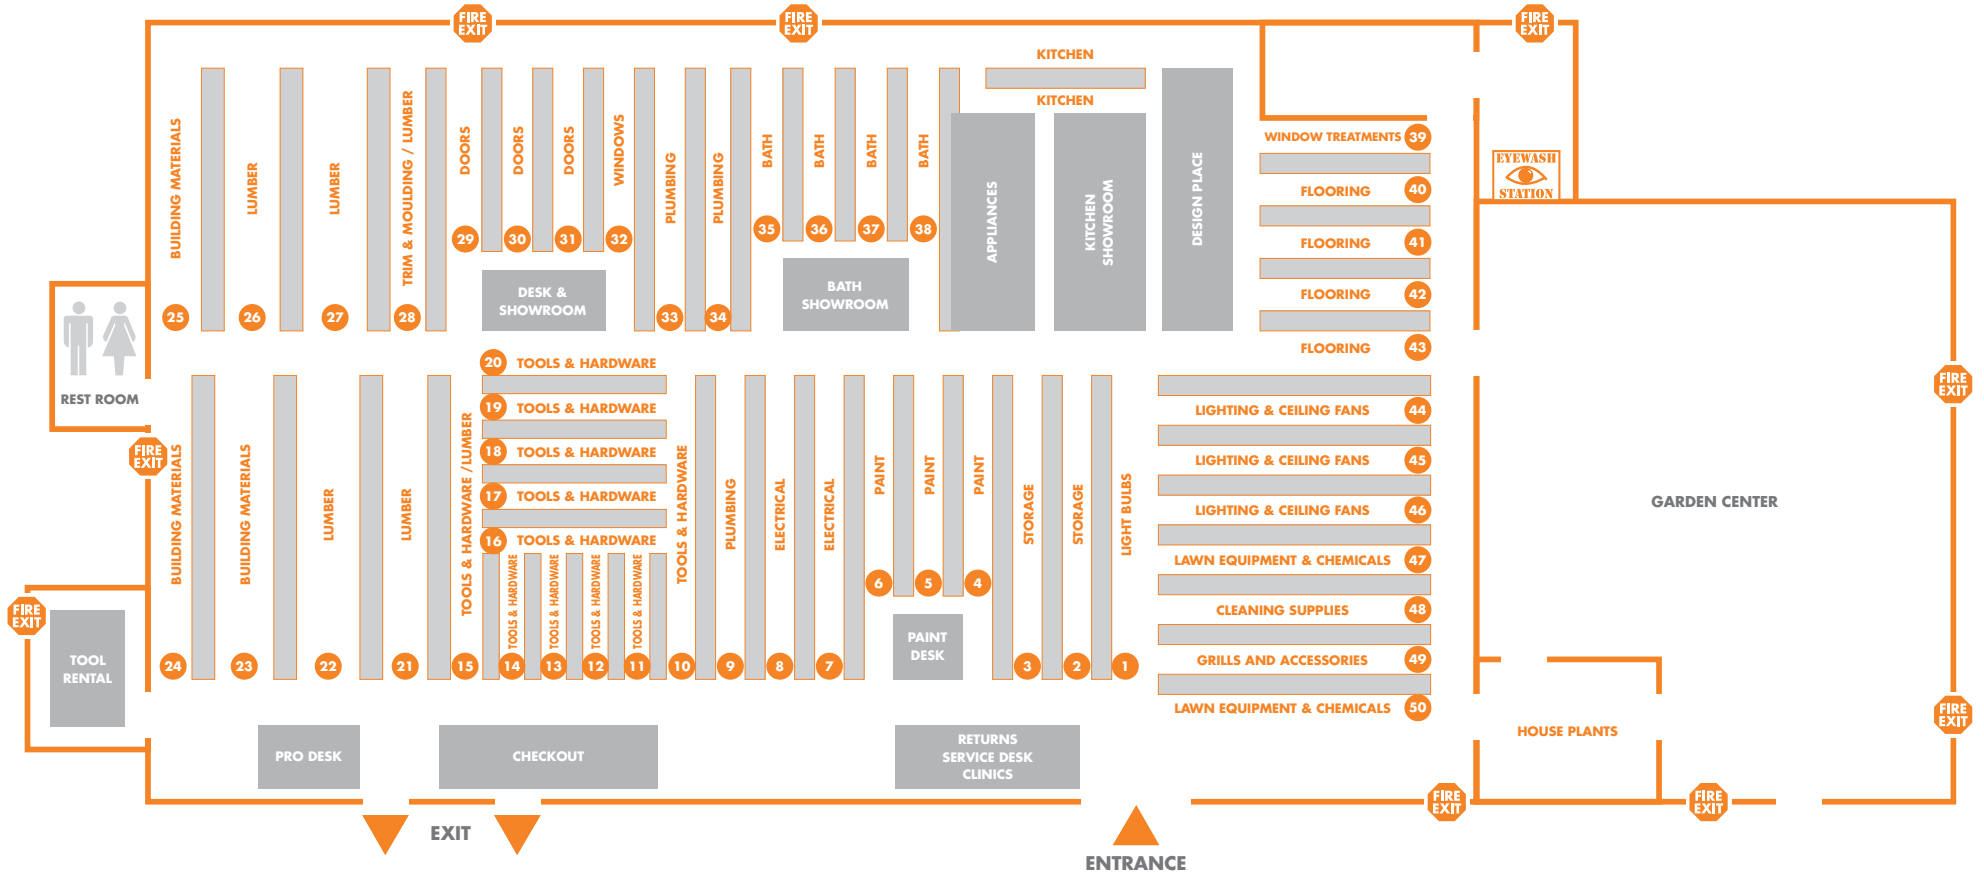 FIRE
EXIT
FIRE
EXIT
FIRE
EXIT
BUILDING MATERIALS
25
LUMBER
26
LUMBER
27
TRIM & MOULDING / LUMBER
28
DOORS
29
DOORS
30
DOORS
31
WINDOWS
32
PLUMBING
33
PLUMBING
34
BATH
35
BATH
36
BATH
37
BATH
38
KITCHEN
KITCHEN
APPLIANCES
KITCHEN
SHOWROOM
DESIGN PLACE
DESK &
SHOWROOM
BATH
SHOWROOM
WINDOW TREATMENTS 39
FLOORING 40
FLOORING 41
FLOORING 42
FLOORING 43
EYEWASH
STATION
REST ROOM
FIRE
EXIT
FIRE
EXIT
TOOL
RENTAL
BUILDING MATERIALS
24
BUILDING MATERIALS
23
LUMBER
22
LUMBER
21
TOOLS & HARDWARE /LUMBER
15
20 TOOLS & HARDWARE
19 TOOLS & HARDWARE
18 TOOLS & HARDWARE
17 TOOLS & HARDWARE
16 TOOLS & HARDWARE
TOOLS & HARDWARE
14
TOOLS & HARDWARE
13
TOOLS & HARDWARE
12
TOOLS & HARDWARE
11
TOOLS & HARDWARE
10
PLUMBING
9
ELECTRICAL
8
ELECTRICAL
7
PAINT
6
PAINT
5
PAINT
4
PAINT
DESK
STORAGE
3
STORAGE
2
LIGHT BULBS
1
LIGHTING & CEILING FANS 44
LIGHTING & CEILING FANS 45
LIGHTING & CEILING FANS 46
LAWN EQUIPMENT & CHEMICALS 47
CLEANING SUPPLIES 48
GRILLS AND ACCESSORIES 49
LAWN EQUIPMENT & CHEMICALS 50
GARDEN CENTER
FIRE
EXIT
FIRE
EXIT
HOUSE PLANTS
PRO DESK
CHECKOUT
RETURNS
SERVICE DESK
CLINICS
FIRE
EXIT
FIRE
EXIT
EXIT
ENTRANCE